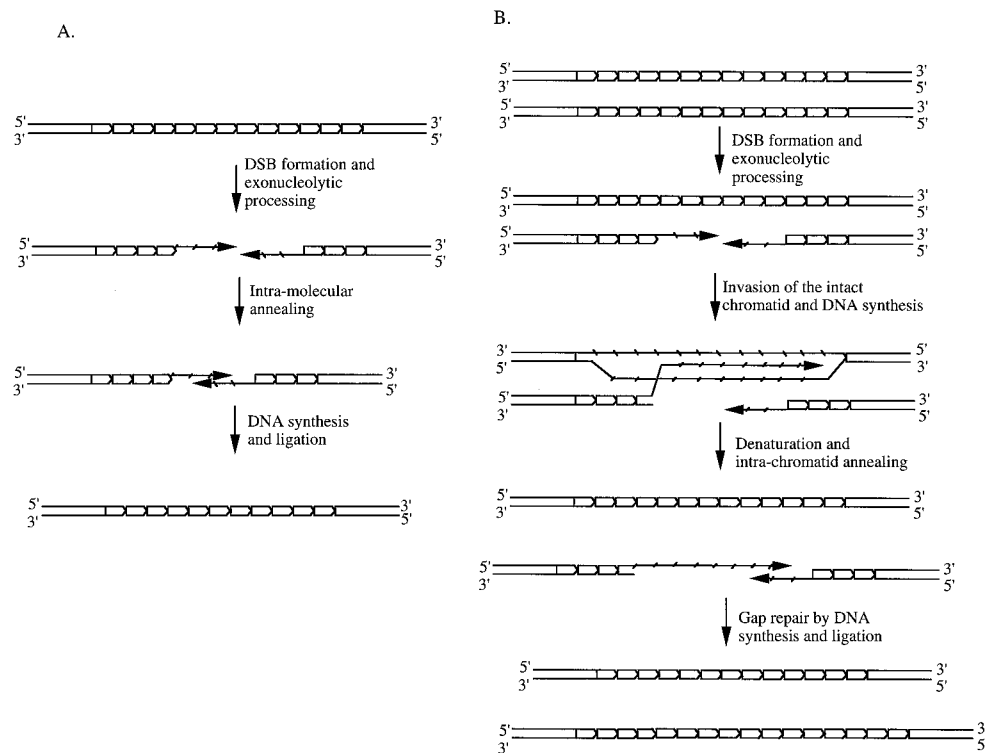 A.
5' 3'
3' 5'
DSB formation and
exonucleolytic
processing
5' 3'
3' 5'
Intra-molecular
annealing
3' 3'
3' 5'
DNA synthesis
and ligation
5' 3'
3' 5'
B.
5' 3'
3' 5'
5' 3'
3' 5'
DSB formation and
exonucleolytic
processing
5' 3'
3' 5'
5' 3'
3' 5'
Invasion of the intact
chromatid and DNA synthesis
3' 5'
5' 3'
5' 3'
3' 5'
Denaturation and
intra-chromatid annealing
5' 3'
3' 5'
5' 3'
3' 5'
Gap repair by DNA
synthesis and ligation
5' 3'
3' 5'
5' 3
3' 5